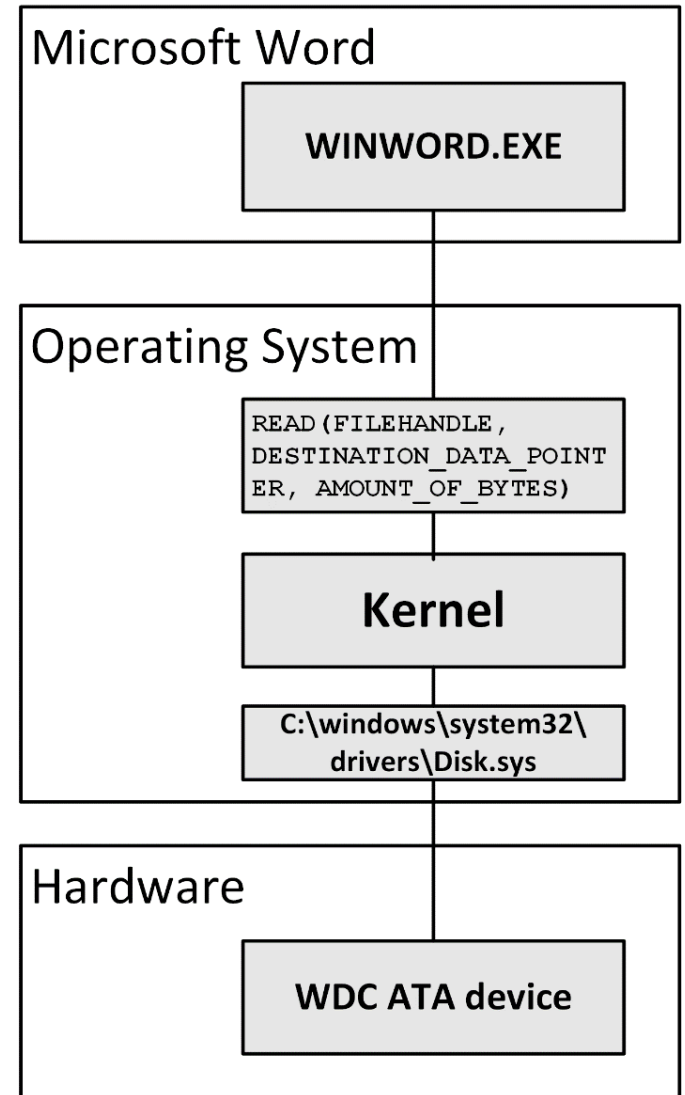 Microsoft Word
WINWORD.EXE
Operating System
READ(FILEHANDLE,
DESTINATION_DATA_POINT
ER, AMOUNT_OF_BYTES)
Kernel
C:\windows\system32\
drivers\Disk.sys
Hardware
WDC ATA device